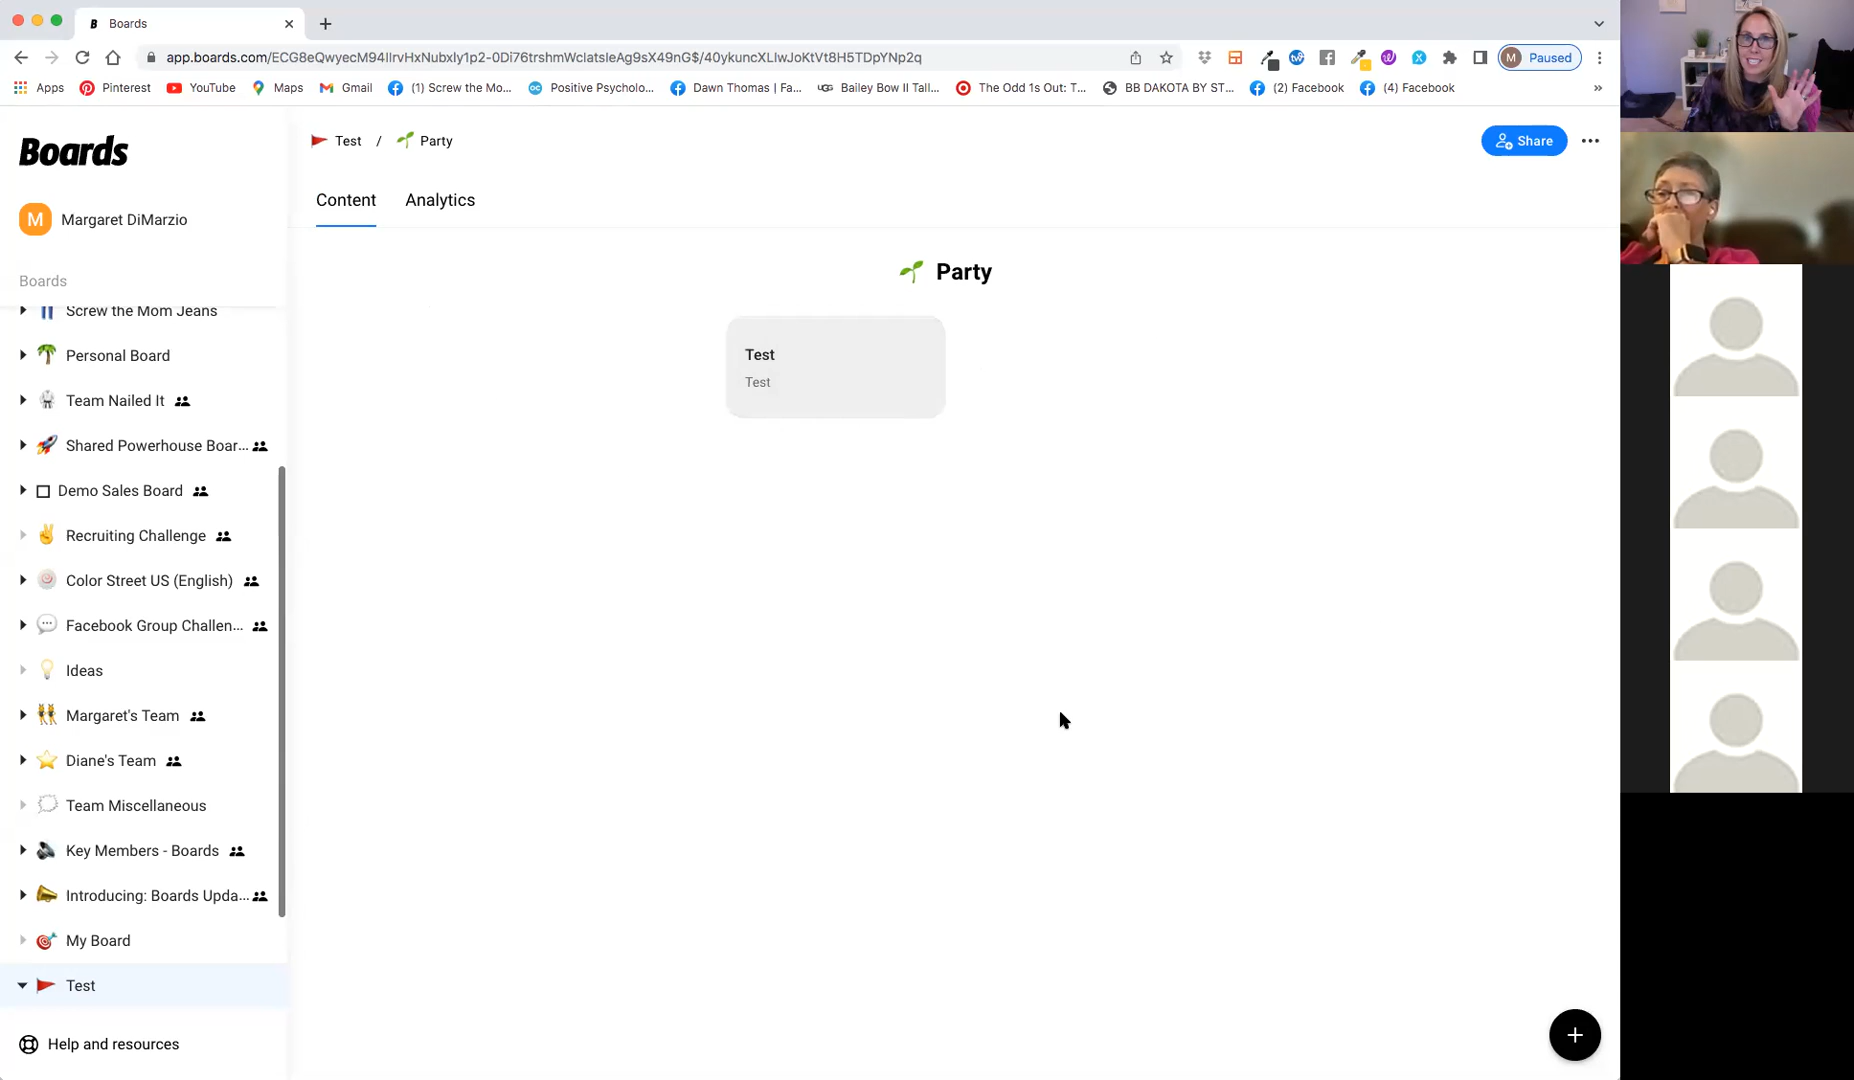 Boards
app.boards.com/ECG8eQwyecM94IlrvHxNubxly1p2-0Di76trshmWclatsleAg9sX49nG$/40ykuncXLlwJoKtVt8H5TDpYNp2q
M Paused
Apps Pinterest YouTube Maps Gmail (1) Screw the Mo... Positive Psycholo... Dawn Thomas | Fa... Bailey Bow II Tall... The Odd 1s Out: T... BB DAKOTA BY ST... (2) Facebook (4) Facebook
Boards
M Margaret DiMarzio
Boards
Screw the Mom Jeans
Personal Board
Team Nailed It
Shared Powerhouse Boar...
Demo Sales Board
Recruiting Challenge
Color Street US (English)
Facebook Group Challen...
Ideas
Margaret's Team
Diane's Team
Team Miscellaneous
Key Members - Boards
Introducing: Boards Upda...
My Board
Test
Help and resources
Test / Party
Share
Content Analytics
Party
Test
Test